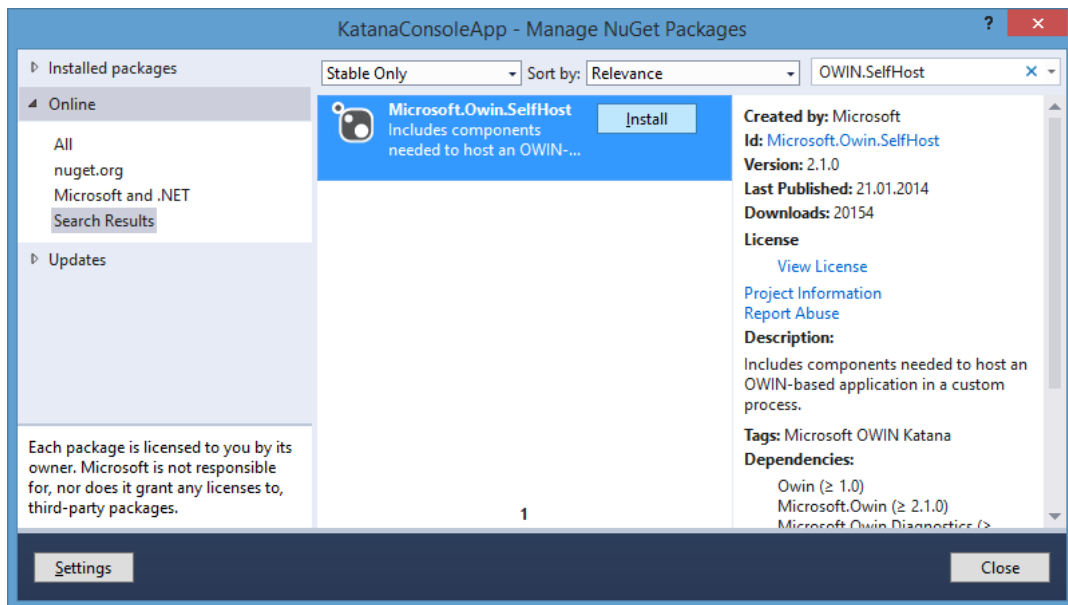 KatanaConsoleApp - Manage NuGet Packages
?
×
Installed packages
Stable Only
Sort by:
Relevance
OWIN.SelfHost
Online
All
nuget.org
Microsoft and .NET
Search Results
Updates
Each package is licensed to you by its
owner. Microsoft is not responsible
for, nor does it grant any licenses to,
third-party packages.
Microsoft.Owin.SelfHost
Includes components
needed to host an OWIN-...
Install
1
Created by: Microsoft
Id: Microsoft.Owin.SelfHost
Version: 2.1.0
Last Published: 21.01.2014
Downloads: 20154
License
View License
Project Information
Report Abuse
Description:
Includes components needed to host an
OWIN-based application in a custom
process.
Tags: Microsoft OWIN Katana
Dependencies:
Owin (≥ 1.0)
Microsoft.Owin (≥ 2.1.0)
Microsoft.Owin.Diagnostics (≥
Settings
Close